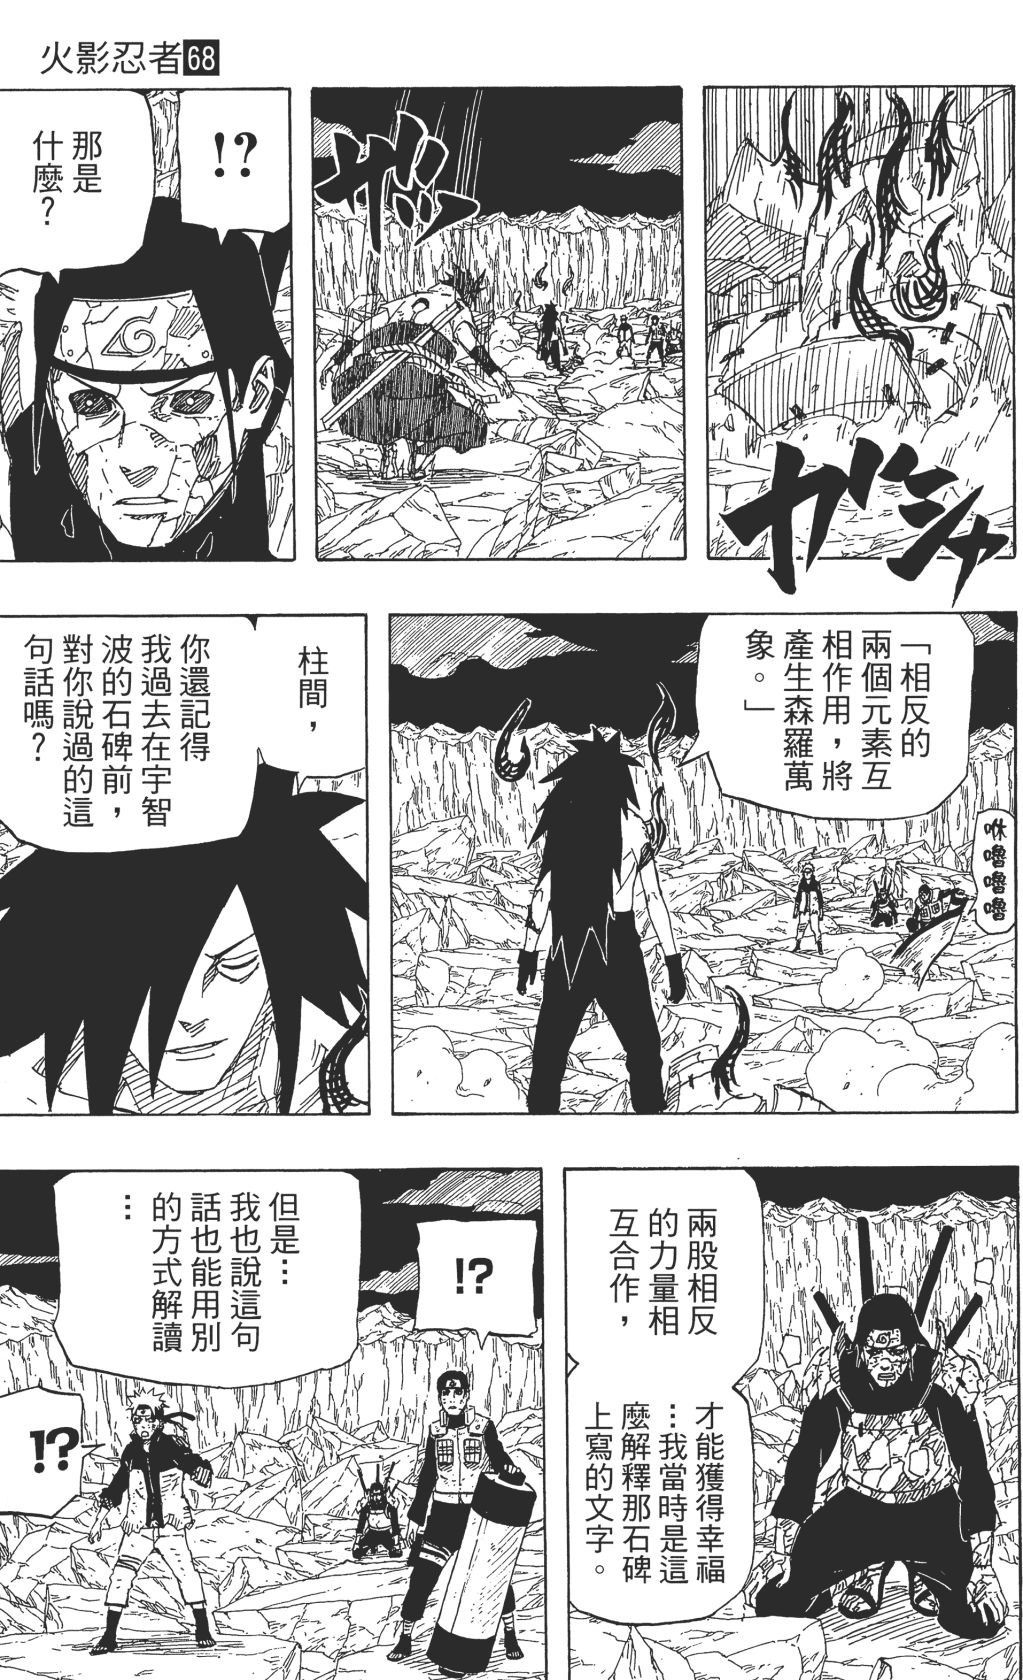 火影忍者68
ガシャ
ザッ
!?
那是
什麼？
「相反的
兩個元素互
相作用，將
產生森羅萬
象。」
咻嚕嚕嚕
柱間，
你還記得
我過去在宇智
波的石碑前，
對你說過的這
句話嗎？
兩股相反
的力量相
互合作，
才能獲得幸福
…我當時是這
麼解釋那石碑
上寫的文字。
!?
但是…
我也說這句
話也能用別
的方式解讀
…
!?